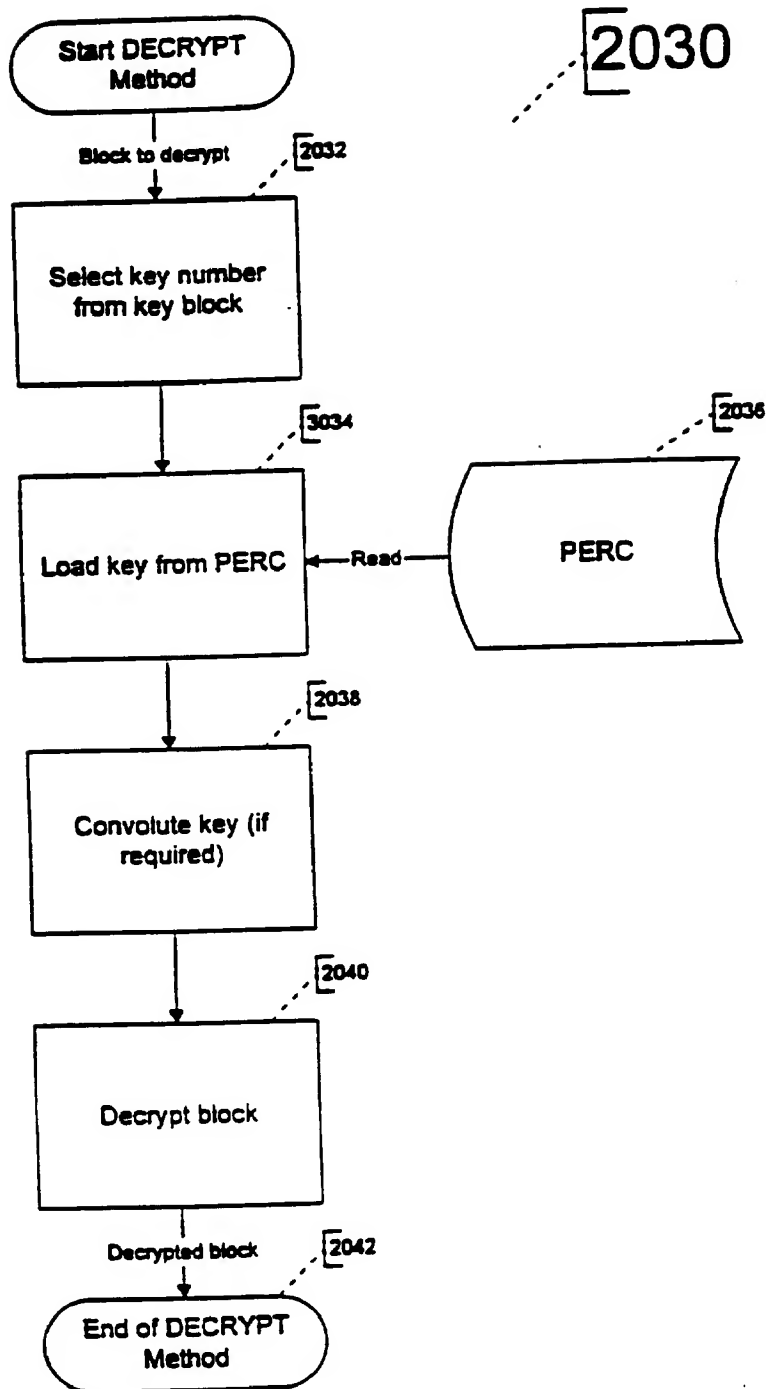 Start DECRYPT
Method
2030
Block to decrypt
2032
Select key number
from key block
3034
2036
Load key from PERC
Read
PERC
2038
Convolute key (if
required)
2040
Decrypt block
Decrypted block
2042
End of DECRYPT
Method